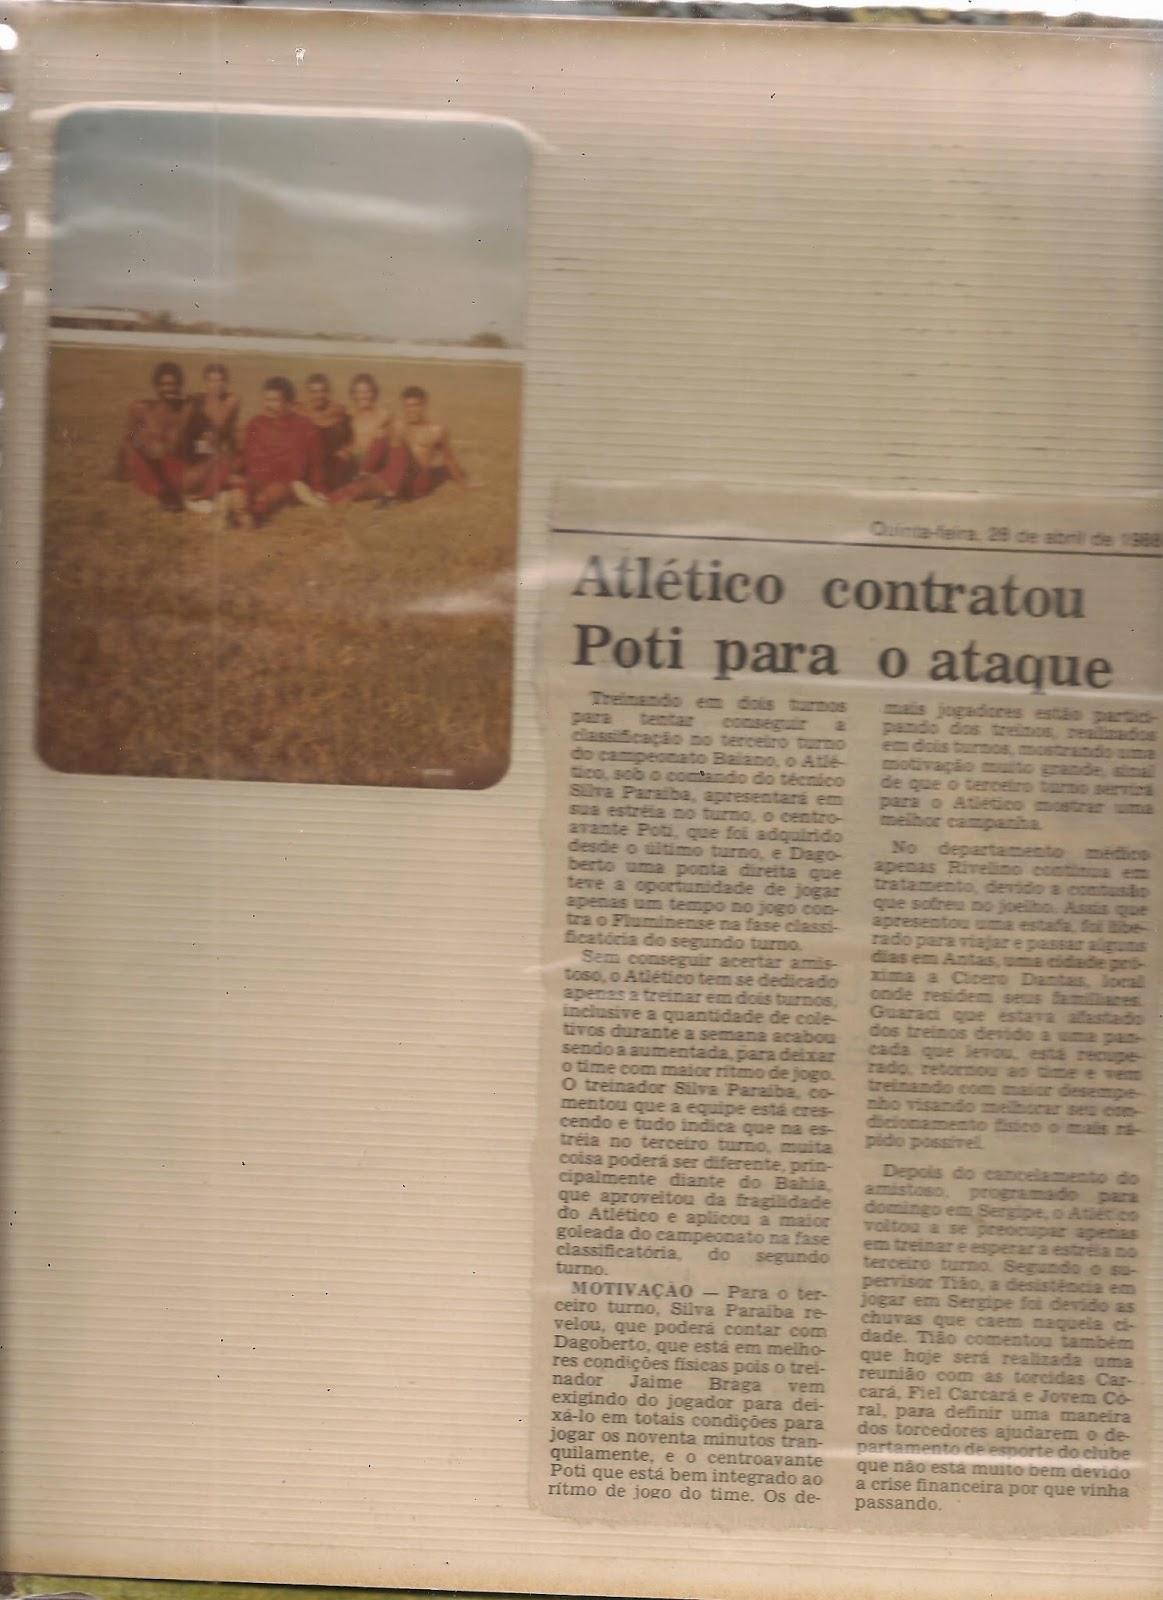 Quinta-feira, 28 de abril de 1988
Atlético contratou
Poti para o ataque
Treinando em dois turnos
para tentar conseguir a
classificação no terceiro turno
do campeonato Baiano, o Atlé-
tico, sob o comando do técnico
Silva Paraiba, apresentará em
sua estréia no turno, o centro-
avante Poti, que foi adquirido
desde o último turno, e Dago-
berto uma ponta direita que
teve a oportunidade de jogar
apenas um tempo no jogo con-
tra o Fluminense na fase classi-
ficatória do segundo turno.
Sem conseguir acertar amis-
toso, o Atlético tem se dedicado
apenas a treinar em dois turnos,
inclusive a quantidade de cole-
tivos durante a semana acabou
sendo a aumentada, para deixar
o time com maior ritmo de jogo.
O treinador Silva Paraiba, co-
mentou que a equipe está cres-
cendo e tudo indica que na es-
tréia no terceiro turno, muita
coisa poderá ser diferente, prin-
cipalmente diante do Bahia,
que aproveitou da fragilidade
do Atlético e aplicou a maior
goleada do campeonato na fase
classificatória, do segundo
turno.
MOTIVAÇÃO — Para o ter-
ceiro turno, Silva Paraiba re-
velou, que poderá contar com
Dagoberto, que está em melho-
res condições fisicas pois o trei-
nador Jaime Braga vem
exigindo do jogador para dei-
xá-lo em totais condições para
jogar os noventa minutos tran-
quilamente, e o centroavante
Poti que está bem integrado ao
rítmo de jogo do time. Os de-
mais jogadores estão partici-
pando dos treinos, realizados
em dois turnos, mostrando uma
motivação muito grande, sinal
de que o terceiro turno servirá
para o Atlético mostrar uma
melhor campanha.
No departamento médico
apenas Rivelino continua em
tratamento, devido a contusão
que sofreu no joelho. Assis que
apresentou uma estafa, foi libe-
rado para viajar e passar alguns
dias em Antas, uma cidade pró-
xima a Cicero Dantas, local
onde residem seus familiares.
Guaraci que estava afastado
dos treinos devido a uma pan-
cada que levou, está recupe-
rado, retornou ao time e vem
treinando com maior desempe-
nho visando melhorar seu con-
dicionamento fisico o mais rá-
pido possível.
Depois do cancelamento do
amistoso, programado para
domingo em Sergipe, o Atlético
voltou a se preocupar apenas
em treinar e esperar a estréia no
terceiro turno. Segundo o su-
pervisor Tião, a desistência em
jogar em Sergipe foi devido as
chuvas que caem naquela ci-
dade. Tião comentou também
que hoje será realizada uma
reunião com as torcidas Car-
cará, Fiel Carcará e Jovem Co-
ral, para definir uma maneira
dos torcedores ajudarem o de-
partamento de esporte do clube
que não está muito bem devido
a crise financeira por que vinha
passando.